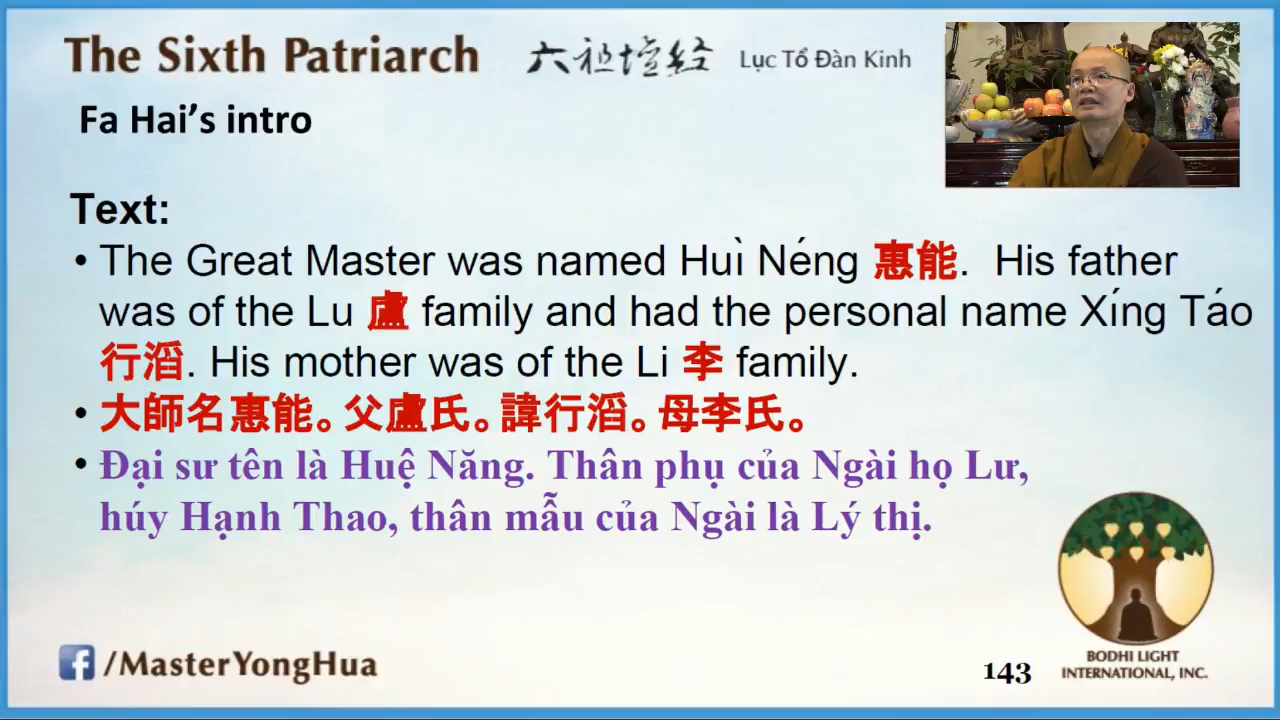 The Sixth Patriarch 六祖壇経 Lục Tổ Đàn Kinh
Fa Hai's intro
Text:
• The Great Master was named Huì Néng 惠能. His father
was of the Lu 盧 family and had the personal name Xíng Táo
行滔. His mother was of the Li 李 family.
• 大師名惠能。父盧氏。諱行滔。母李氏。
• Đại sư tên là Huệ Năng. Thân phụ của Ngài họ Lư,
húy Hạnh Thao, thân mẫu của Ngài là Lý thị.
f/MasterYongHua
143
BODHI LIGHT
INTERNATIONAL, INC.